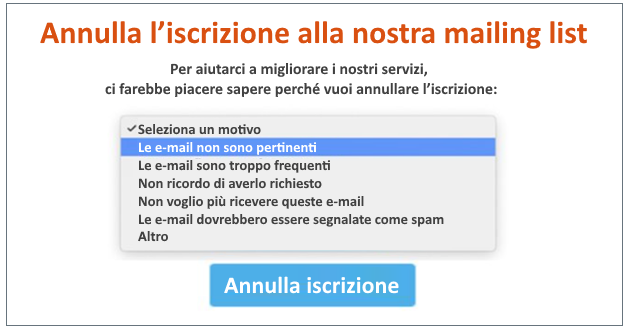 Annulla l’iscrizione alla nostra mailing list
Per aiutarci a migliorare i nostri servizi,
ci farebbe piacere sapere perché vuoi annullare l’iscrizione:
✓Seleziona un motivo
Le e-mail non sono pertinenti
Le e-mail sono troppo frequenti
Non ricordo di averlo richiesto
Non voglio più ricevere queste e-mail
Le e-mail dovrebbero essere segnalate come spam
Altro
Annulla iscrizione